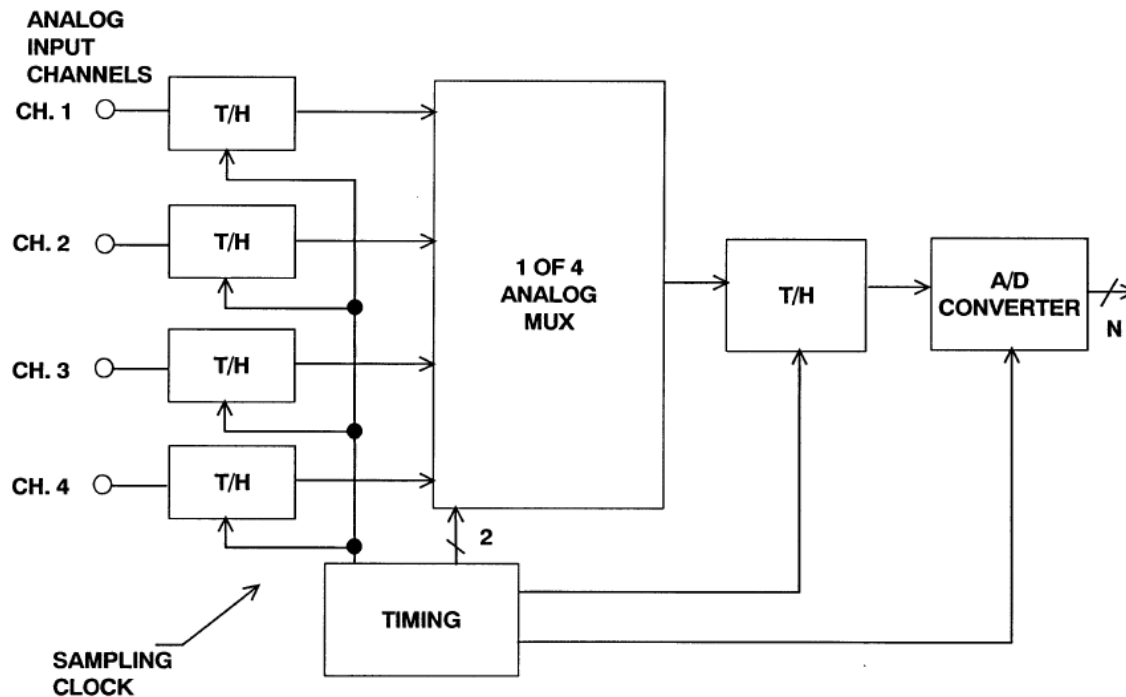 ANALOG
INPUT
CHANNELS
CH. 1
T/H
CH. 2
T/H
CH. 3
T/H
CH. 4
T/H
1 OF 4
ANALOG
MUX
T/H
A/D
CONVERTER
N
2
TIMING
SAMPLING
CLOCK